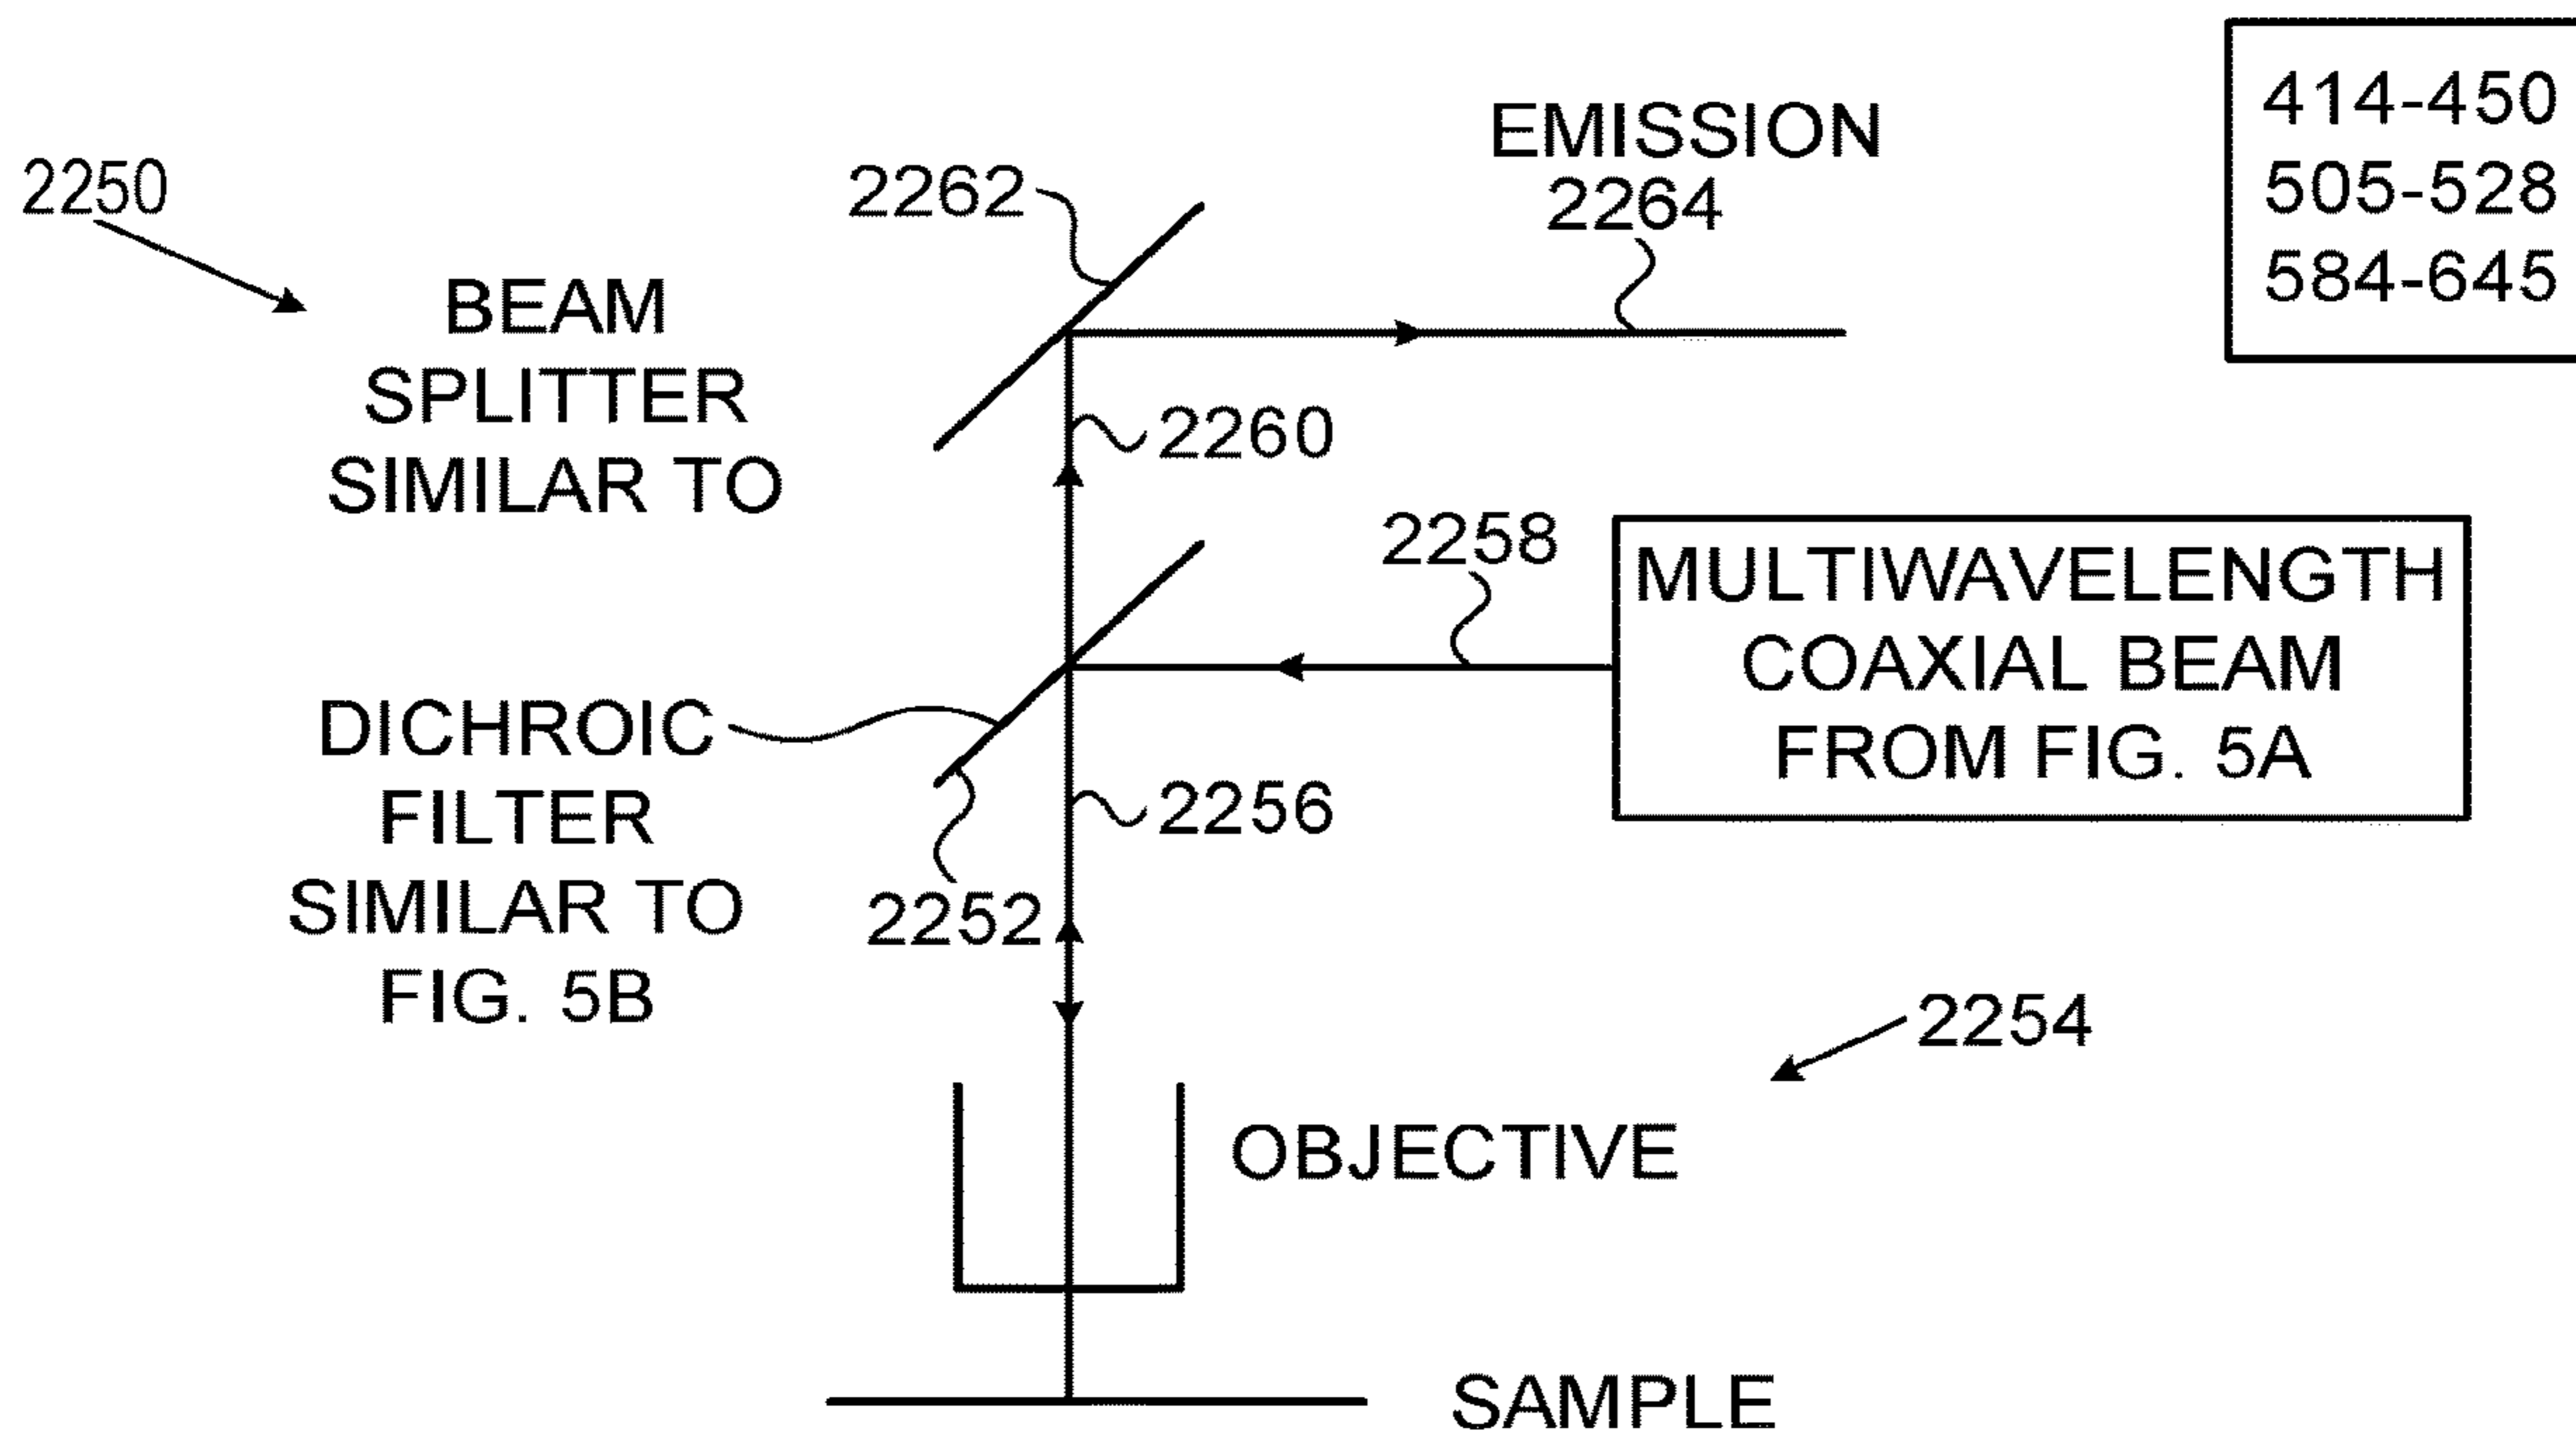 2250
BEAM
SPLITTER
SIMILAR TO
2262
EMISSION
2264
414-450
505-528
584-645
2260
2258
MULTIWAVELENGTH
COAXIAL BEAM
FROM FIG. 5A
DICHROIC
FILTER
SIMILAR TO
FIG. 5B
2252
2256
2254
OBJECTIVE
SAMPLE